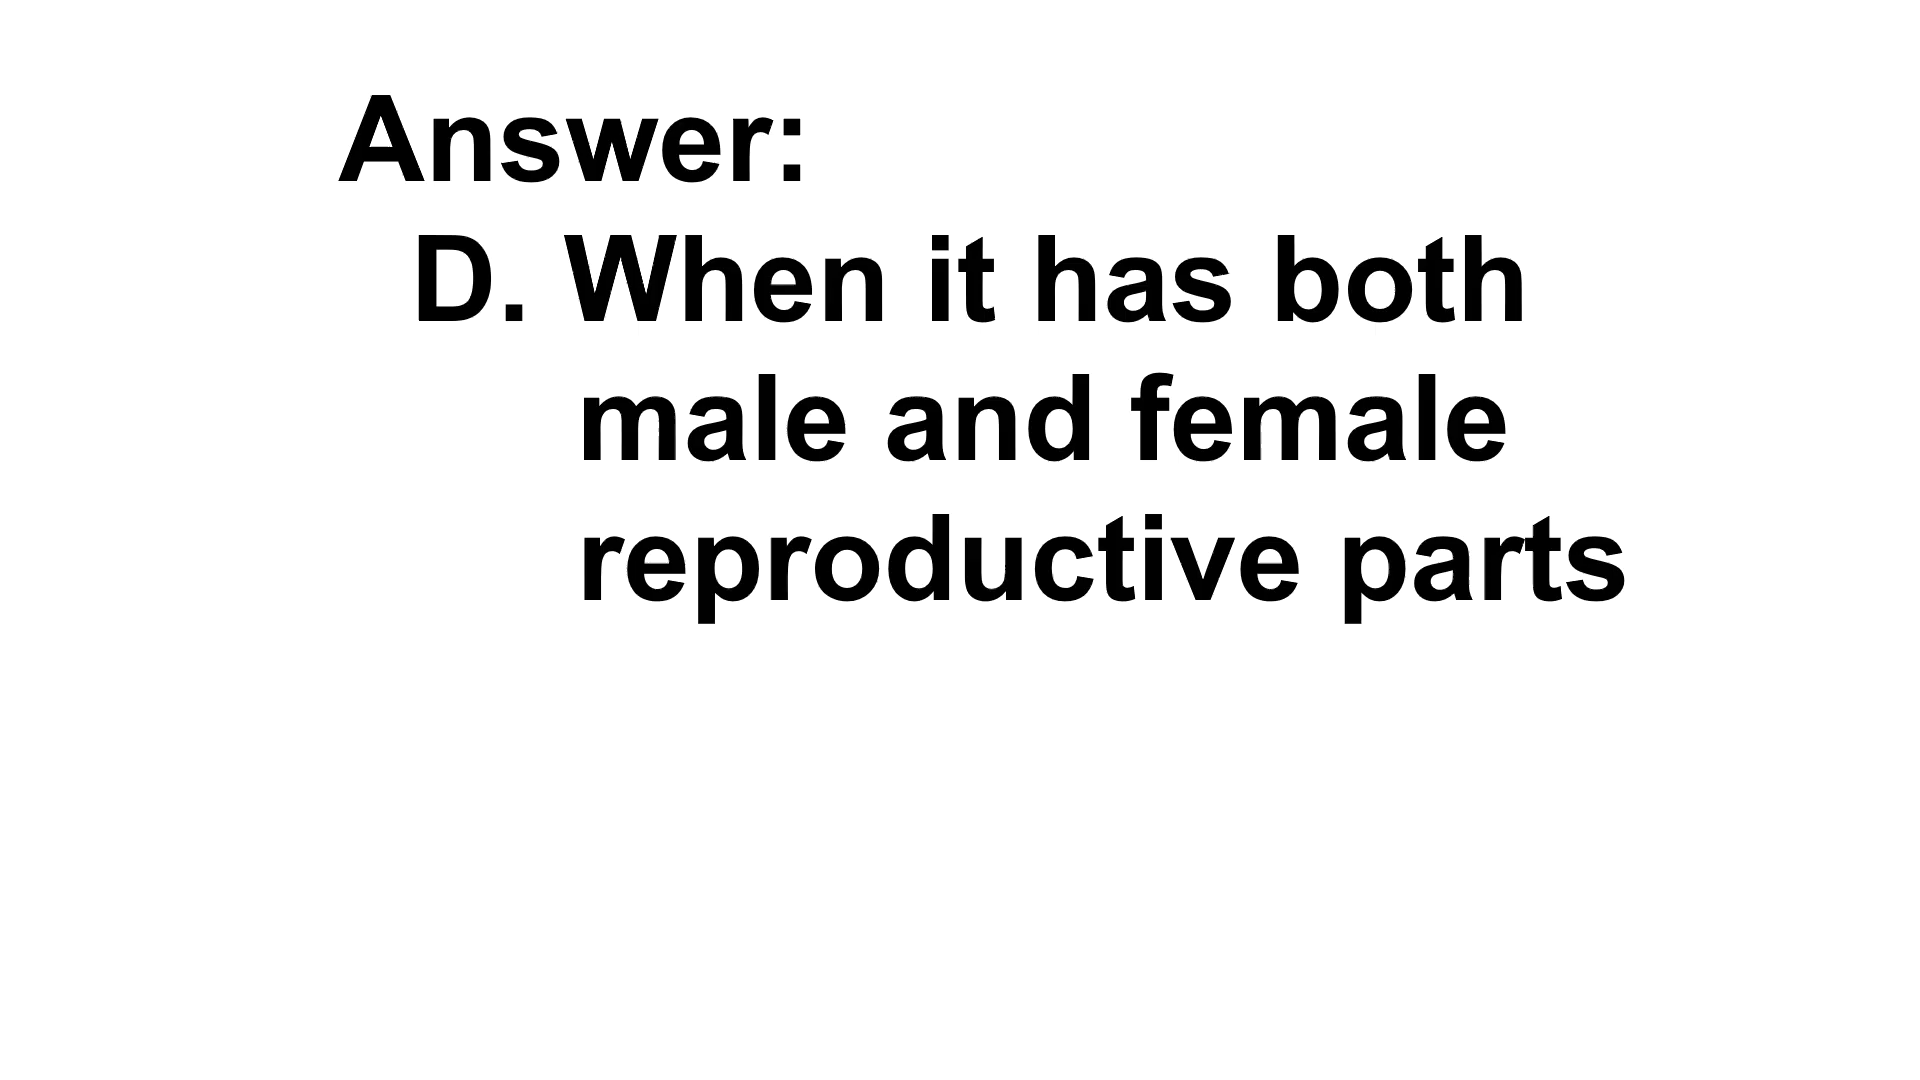 Answer:
D. When it has both
male and female
reproductive parts